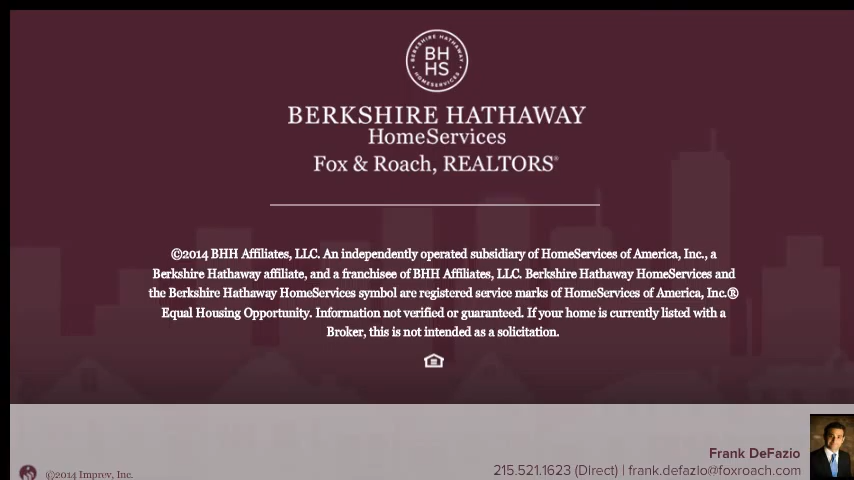 BERKSHIRE HATHAWAY
BH
HS
HOMESERVICES
BERKSHIRE HATHAWAY
HomeServices
Fox & Roach, REALTORS®
©2014 BHH Affiliates, LLC. An independently operated subsidiary of HomeServices of America, Inc., a
Berkshire Hathaway affiliate, and a franchisee of BHH Affiliates, LLC. Berkshire Hathaway HomeServices and
the Berkshire Hathaway HomeServices symbol are registered service marks of HomeServices of America, Inc.®
Equal Housing Opportunity. Information not verified or guaranteed. If your home is currently listed with a
Broker, this is not intended as a solicitation.
Frank DeFazio
215.521.1623 (Direct) | frank.defazio@foxroach.com
©2014 Imprev, Inc.